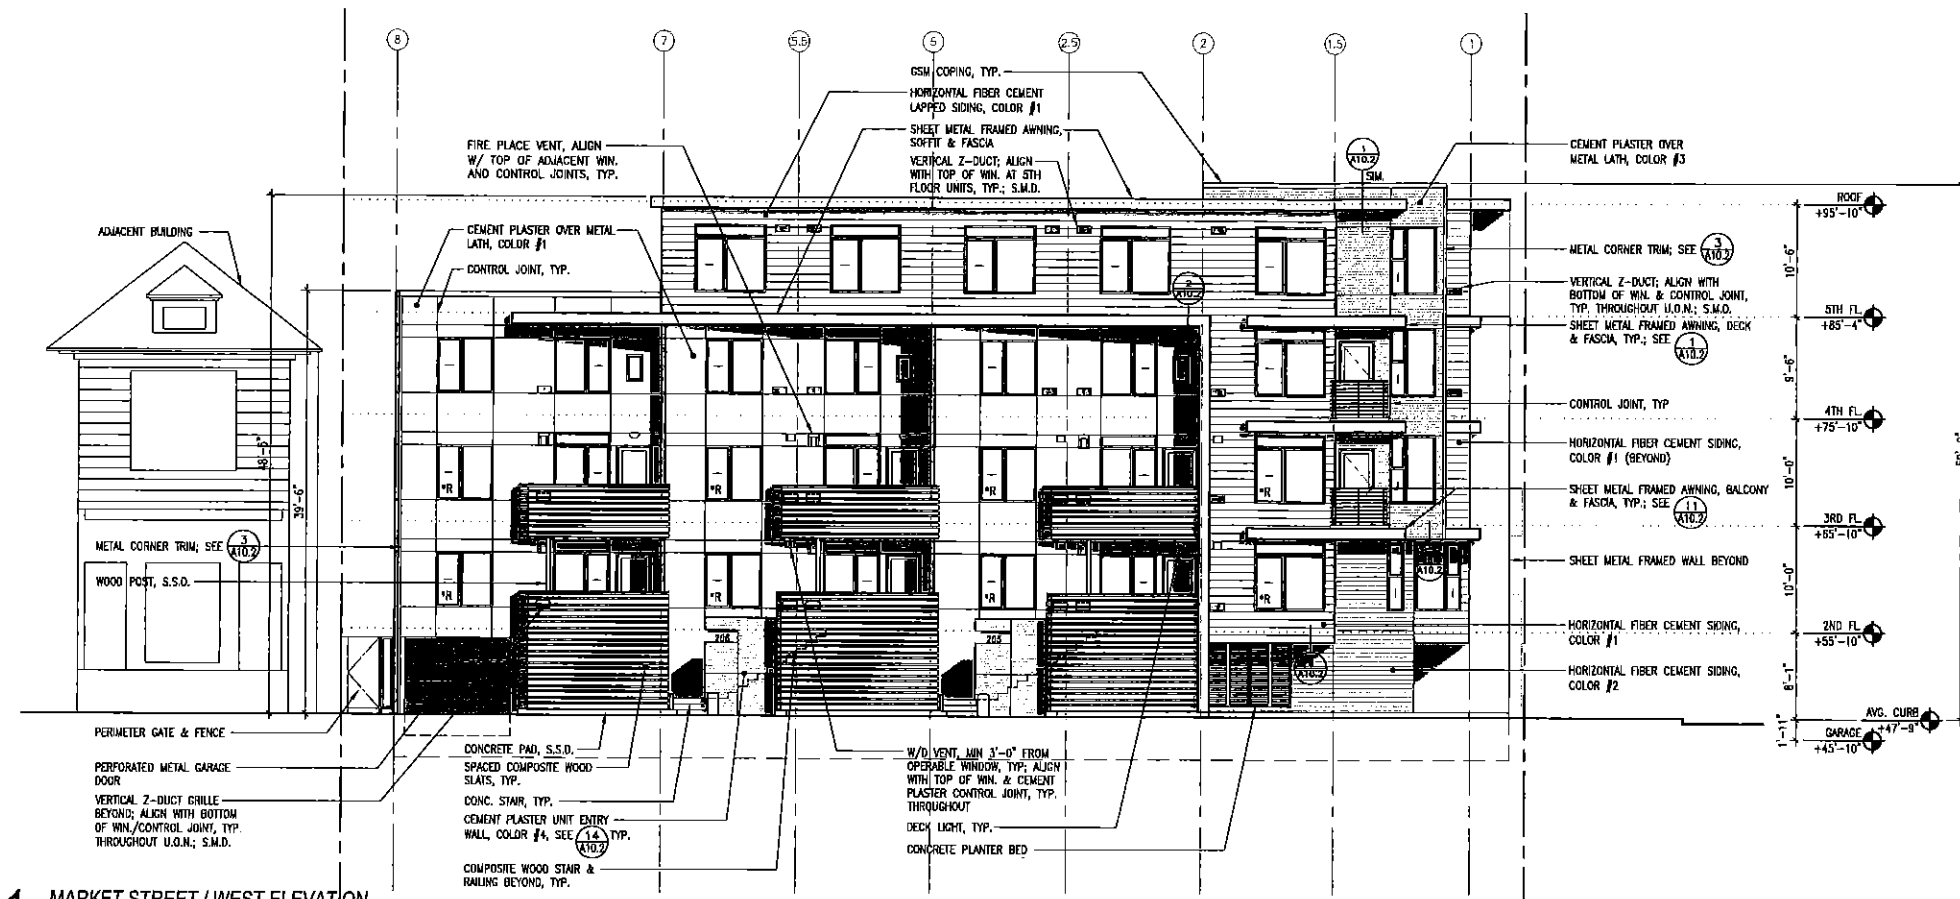 8
7
5.5
5
2.5
2
1.5
1
GSM COPING, TYP.
HORIZONTAL FIBER CEMENT
LAPPED SIDING, COLOR #1
SHEET METAL FRAMED AWNING,
SOFFIT & FASCIA
VERTICAL Z-DUCT; ALIGN
WITH TOP OF WIN. AT 5TH
FLOOR UNITS, TYP.; S.M.D.
FIRE PLACE VENT, ALIGN
W/ TOP OF ADJACENT WIN.
AND CONTROL JOINTS, TYP.
CEMENT PLASTER OVER METAL
LATH, COLOR #1
CONTROL JOINT, TYP.
ADJACENT BUILDING
1
A10.2
SIM.
2
A10.2
CEMENT PLASTER OVER
METAL LATH, COLOR #3
METAL CORNER TRIM; SEE 3
A10.2
VERTICAL Z-DUCT; ALIGN WITH
BOTTOM OF WIN. & CONTROL JOINT,
TYP. THROUGHOUT U.O.N.; S.M.D.
SHEET METAL FRAMED AWNING, DECK
& FASCIA, TYP.; SEE 1
A10.2
CONTROL JOINT, TYP
HORIZONTAL FIBER CEMENT SIDING,
COLOR #1 (BEYOND)
SHEET METAL FRAMED AWNING, BALCONY
& FASCIA, TYP.; SEE 11
A10.2
SHEET METAL FRAMED WALL BEYOND
HORIZONTAL FIBER CEMENT SIDING,
COLOR #1
HORIZONTAL FIBER CEMENT SIDING,
COLOR #2
ROOF
+95'-10"
10'-6"
5TH FL
+85'-4"
9'-6"
4TH FL
+75'-10"
10'-0"
3RD FL
+65'-10"
10'-0"
2ND FL
+55'-10"
8'-1"
AVG. CURB
+47'-9"
1'-11"
GARAGE
+45'-10"
48'-5"
39'-6"
*R
*R
*R
*R
*R
*R
*R
*R
206
205
A10.2
A10.2
METAL CORNER TRIM; SEE 3
A10.2
WOOD POST, S.S.D.
PERIMETER GATE & FENCE
PERFORATED METAL GARAGE
DOOR
VERTICAL Z-DUCT GRILLE
BEYOND; ALIGN WITH BOTTOM
OF WIN./CONTROL JOINT, TYP.
THROUGHOUT U.O.N.; S.M.D.
CONCRETE PAD, S.S.D.
SPACED COMPOSITE WOOD
SLATS, TYP.
CONC. STAIR, TYP.
CEMENT PLASTER UNIT ENTRY
WALL, COLOR #4, SEE 14 TYP.
A10.2
COMPOSITE WOOD STAIR &
RAILING BEYOND, TYP.
W/D VENT, MIN 3'-0" FROM
OPERABLE WINDOW, TYP; ALIGN
WITH TOP OF WIN. & CEMENT
PLASTER CONTROL JOINT, TYP.
THROUGHOUT
DECK LIGHT, TYP.
CONCRETE PLANTER BED
MARKET STREET / WEST ELEVATION